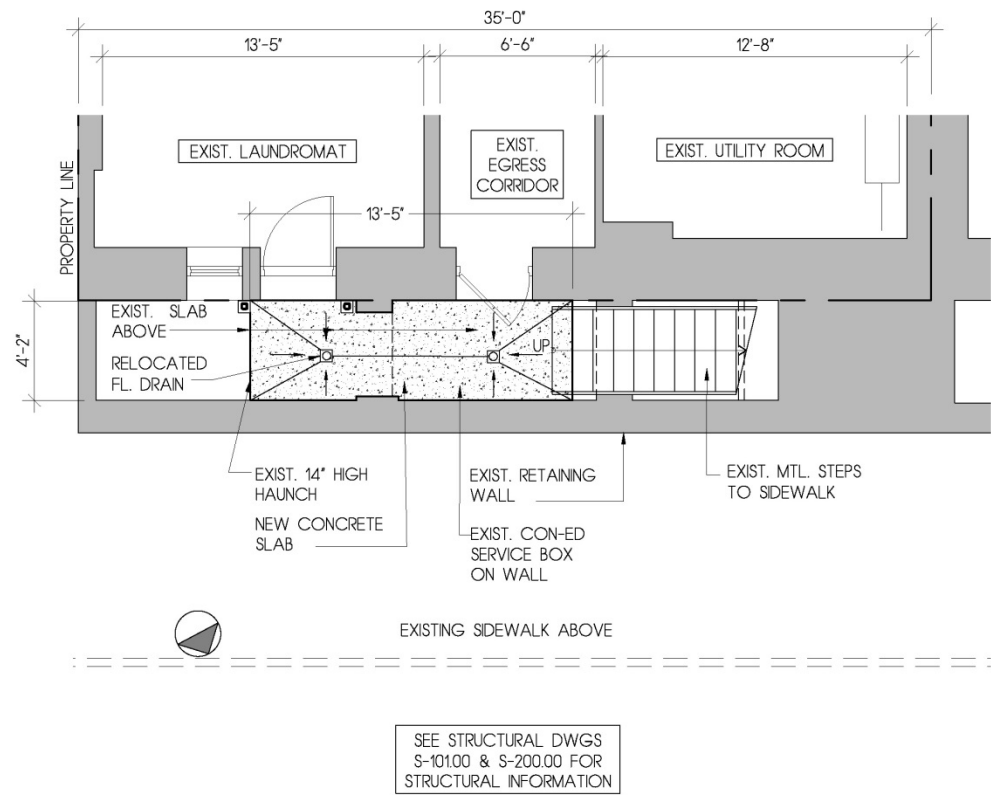 35'-0"
13'-5"
6'-6"
12'-8"
EXIST. LAUNDROMAT
EXIST.
EGRESS
CORRIDOR
EXIST. UTILITY ROOM
PROPERTY LINE
13'-5"
EXIST. SLAB
ABOVE
4'-2"
RELOCATED
FL. DRAIN
UP
EXIST. 14" HIGH
HAUNCH
NEW CONCRETE
SLAB
EXIST. RETAINING
WALL
EXIST. CON-ED
SERVICE BOX
ON WALL
EXIST. MTL. STEPS
TO SIDEWALK
EXISTING SIDEWALK ABOVE
SEE STRUCTURAL DWGS
S-101.00 & S-200.00 FOR
STRUCTURAL INFORMATION